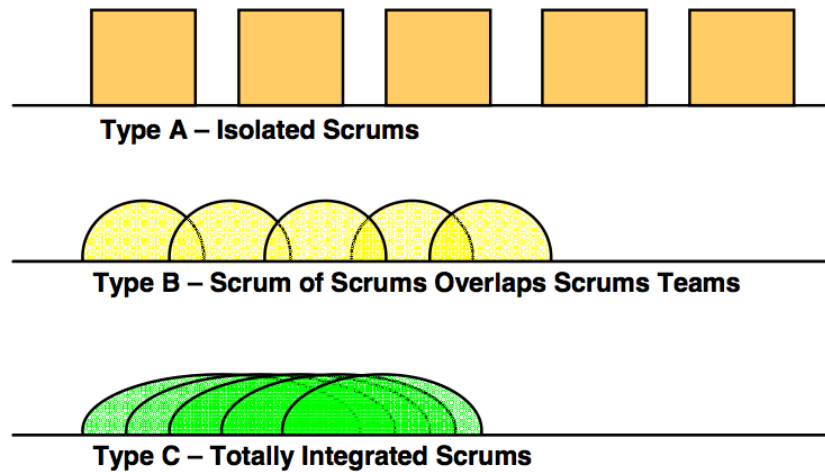 Type A – Isolated Scrums
Type B – Scrum of Scrums Overlaps Scrums Teams
Type C – Totally Integrated Scrums